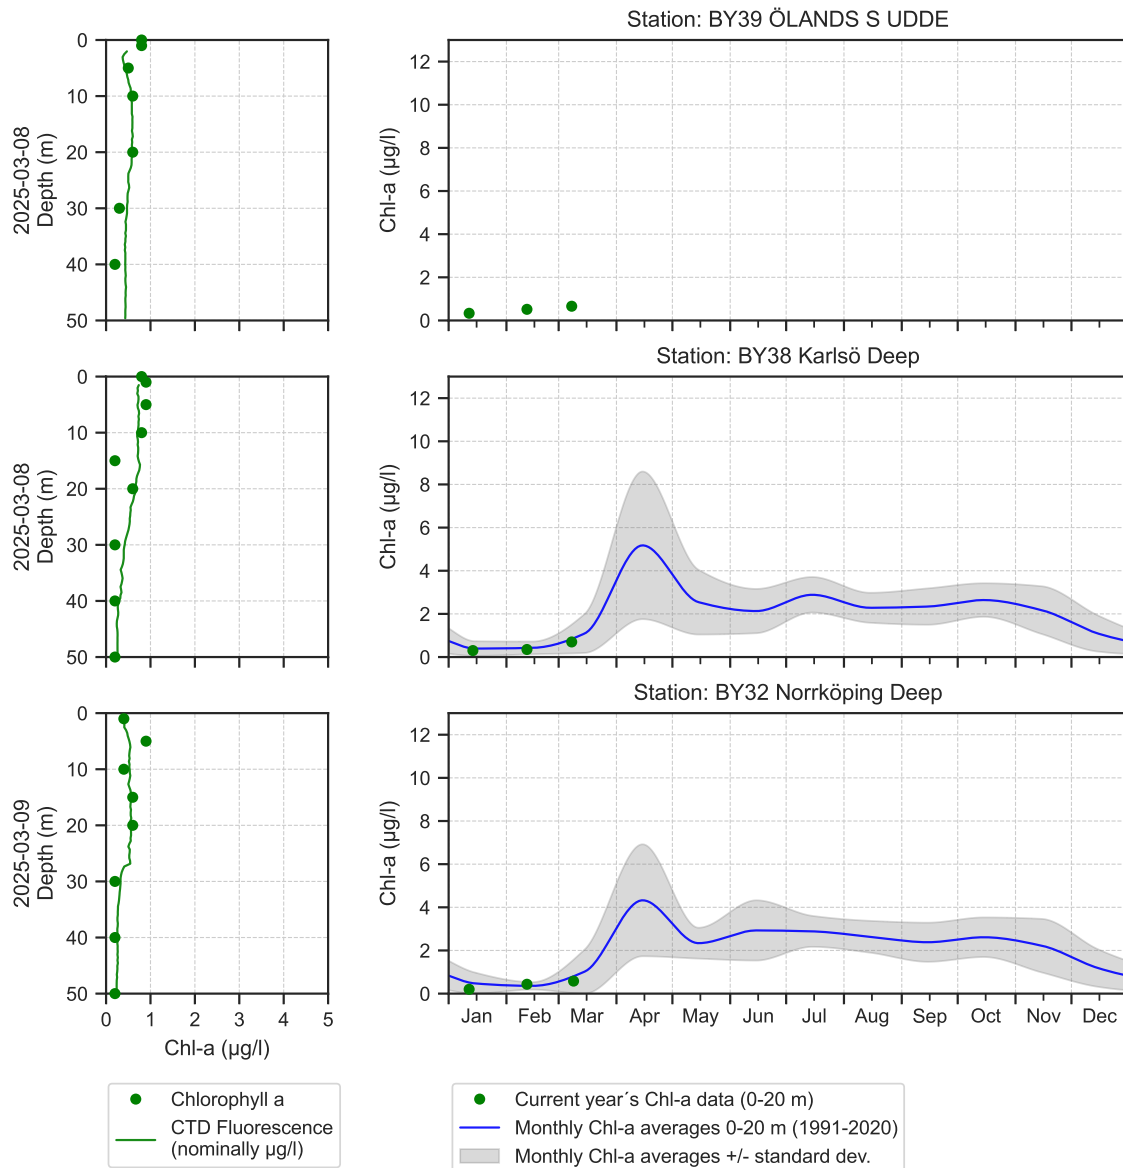 Station: BY39 ÖLANDS S UDDE
2025-03-08
Depth (m)
0
10
20
30
40
50
Chl-a (µg/l)
12
10
8
6
4
2
0
Station: BY38 Karlsö Deep
2025-03-08
Depth (m)
0
10
20
30
40
50
Chl-a (µg/l)
12
10
8
6
4
2
0
Station: BY32 Norrköping Deep
2025-03-09
Depth (m)
0
10
20
30
40
50
0 1 2 3 4 5
Chl-a (µg/l)
Chl-a (µg/l)
12
10
8
6
4
2
0
Jan Feb Mar Apr May Jun Jul Aug Sep Oct Nov Dec
Chlorophyll a
CTD Fluorescence
(nominally µg/l)
Current year´s Chl-a data (0-20 m)
Monthly Chl-a averages 0-20 m (1991-2020)
Monthly Chl-a averages +/- standard dev.